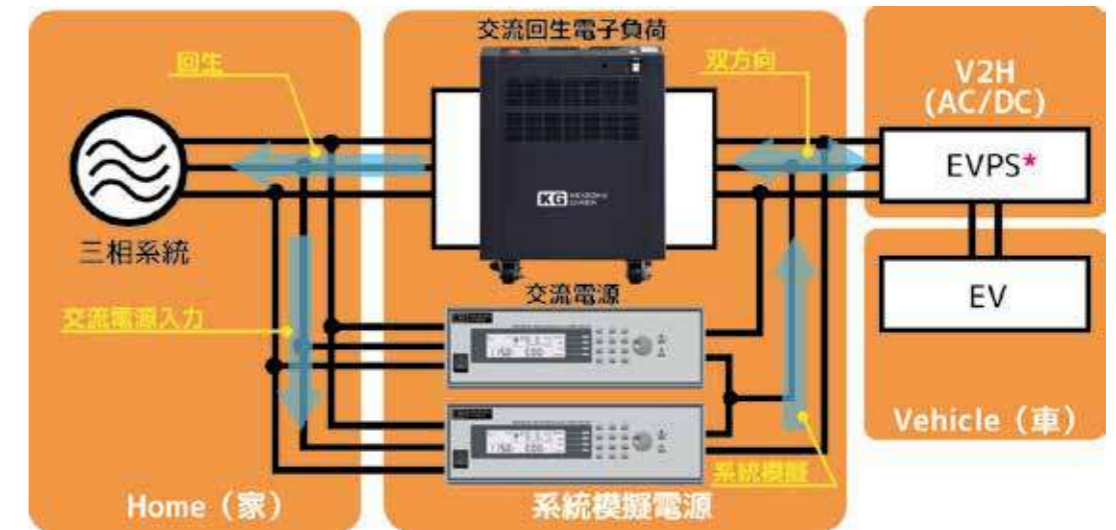 交流回生電子負荷
回生
双方向
V2H
(AC/DC)
EVPS*
KG
三相系統
交流電源
EV
交流電源入力
Vehicle（車）
系統模擬
Home（家）
系統模擬電源